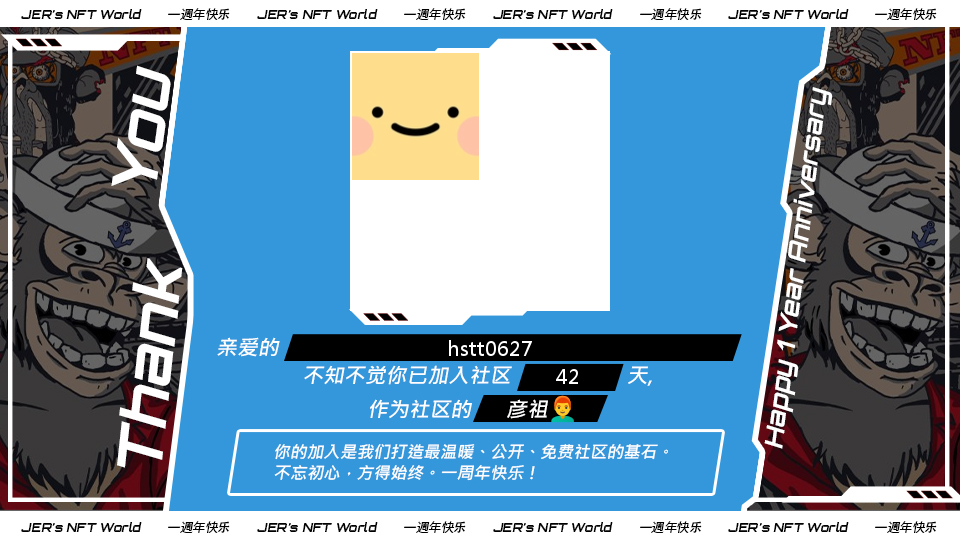 JER's NFT World 一週年快乐 JER's NFT World 一週年快乐 JER's NFT World 一週年快乐 JER's NFT World 一週年快乐
Thank You
Happy 1 Year Anniversary
亲爱的 hstt0627
不知不觉你已加入社区 42 天,
作为社区的 彦祖👨‍🦰
你的加入是我们打造最温暖、公开、免费社区的基石。
不忘初心，方得始终。一周年快乐！
JER's NFT World 一週年快乐 JER's NFT World 一週年快乐 JER's NFT World 一週年快乐 JER's NFT World 一週年快乐